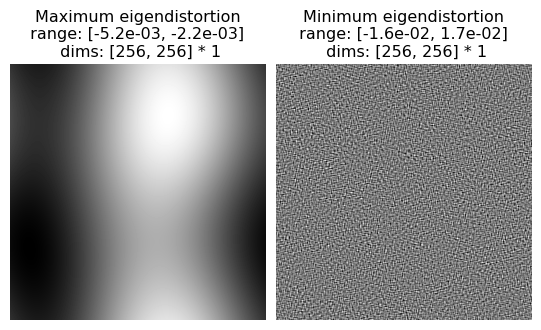 Maximum eigendistortion
range: [-5.2e-03, -2.2e-03]
dims: [256, 256] * 1
Minimum eigendistortion
range: [-1.6e-02, 1.7e-02]
dims: [256, 256] * 1